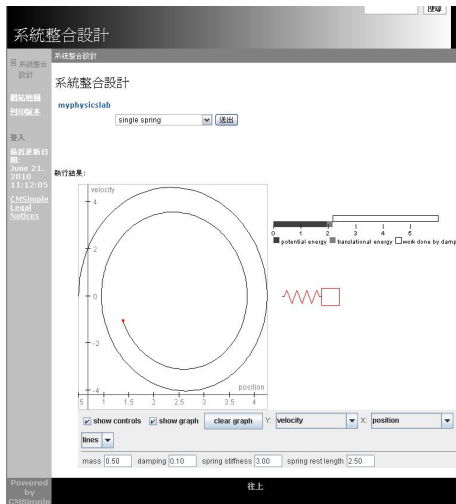 搜尋
系統整合設計
系統整合設計
系統整合
設計
網站地圖
列印版本
登入
最近更新日
期:
June 21,
2010
11:12:05
CMSimple
Legal
Notices
系統整合設計
myphysicslab
single spring
送出
執行結果:
velocity
4
2
0
-2
-4
position
.5 1 1.5 2 2.5 3 3.5 4
0 1 2 3 4 5
potential energy translational energy work done by damp
show controls show graph clear graph Y: velocity X: position
lines
mass 0.50 damping 0.10 spring stiffness 3.00 spring rest length 2.50
Powered
by
CMSimple
往上